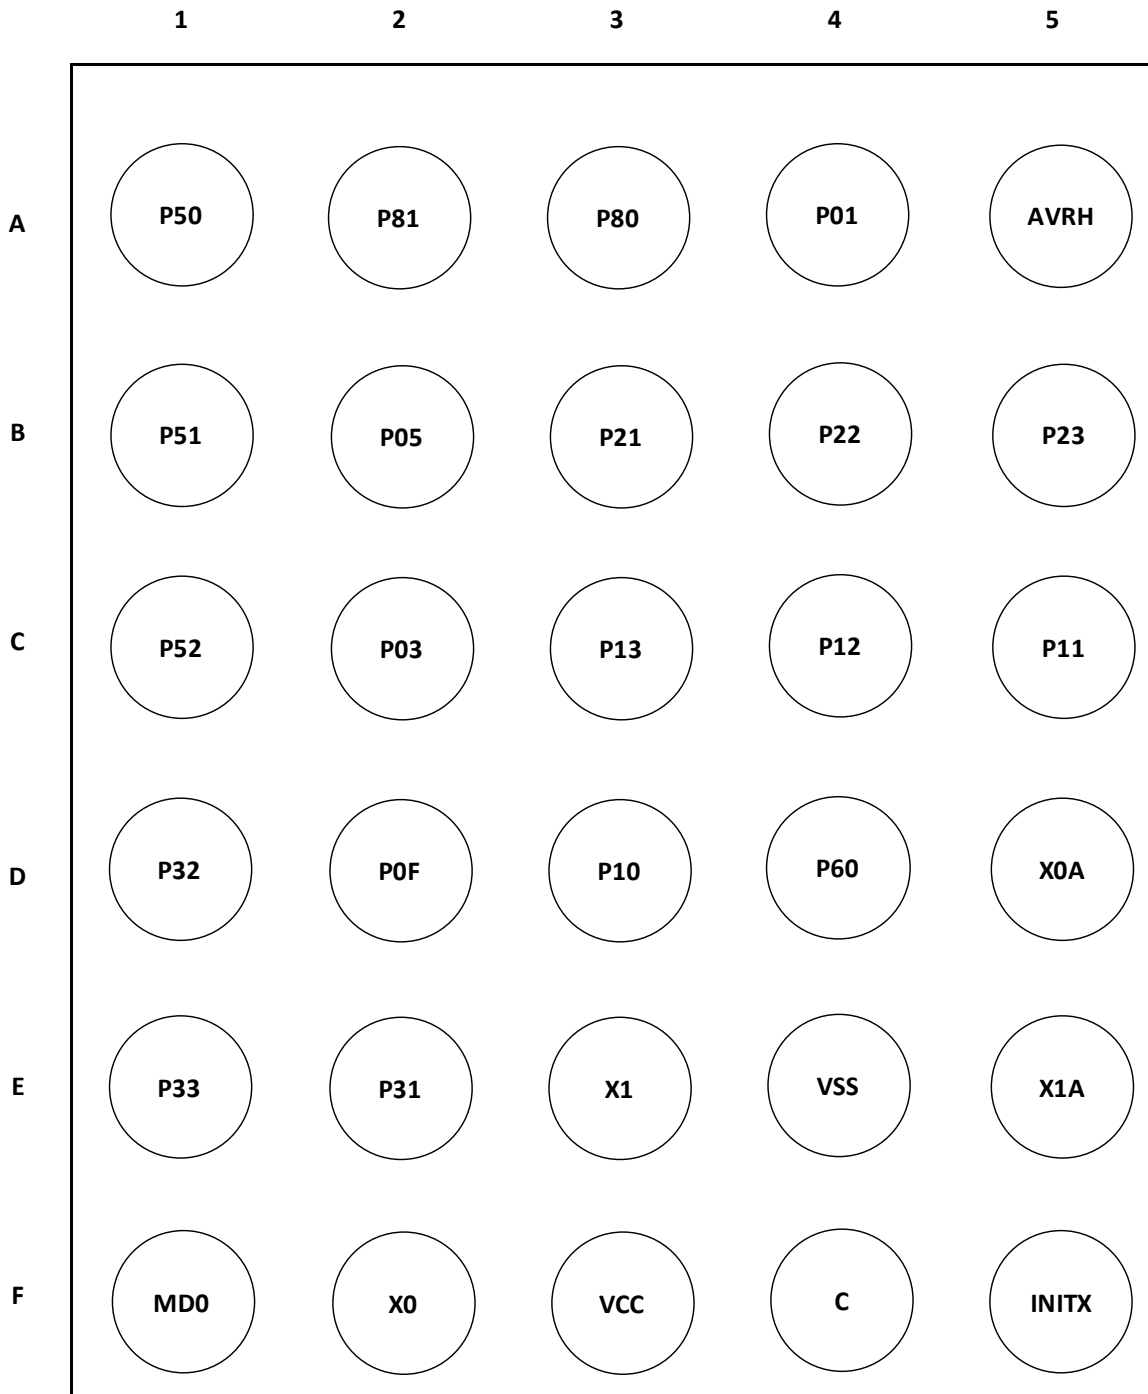 1 2 3 4 5
A P50 P81 P80 P01 AVRH
B P51 P05 P21 P22 P23
C P52 P03 P13 P12 P11
D P32 P0F P10 P60 X0A
E P33 P31 X1 VSS X1A
F MD0 X0 VCC C INITX